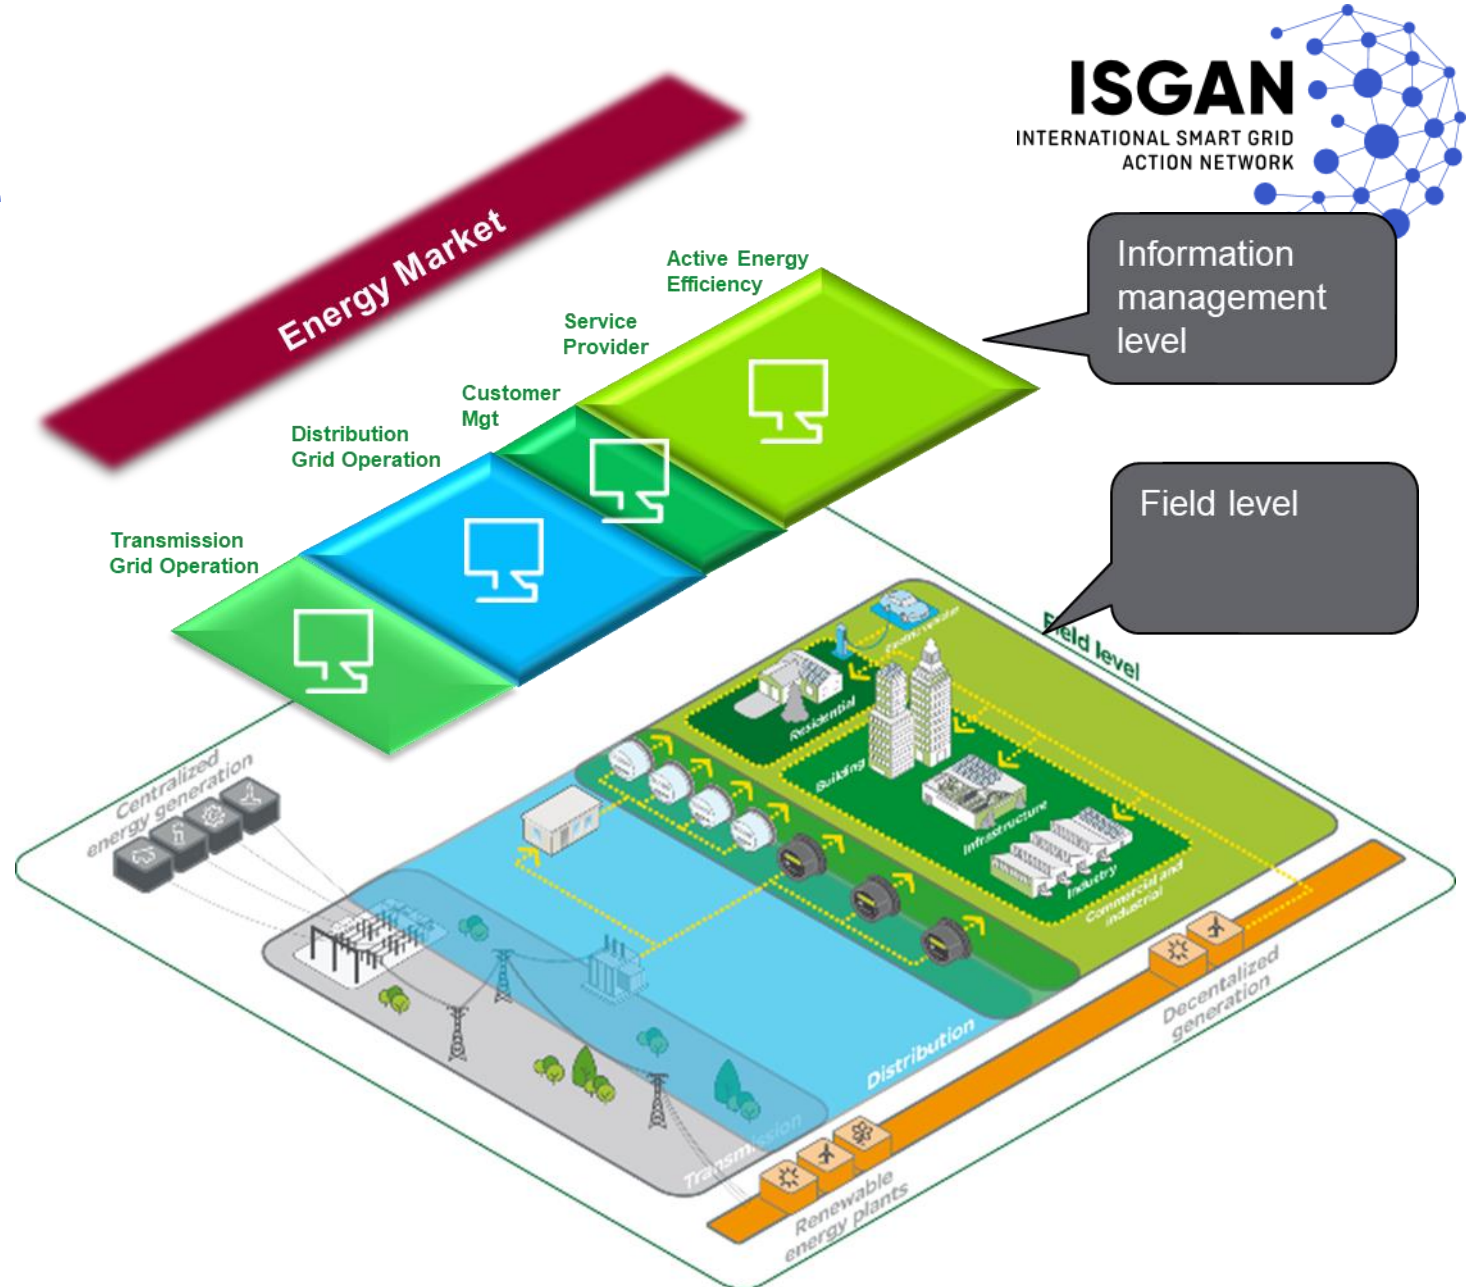 ISGAN
INTERNATIONAL SMART GRID
ACTION NETWORK
Energy Market
Information
management
level
Active Energy
Efficiency
Service
Provider
Customer
Mgt
Distribution
Grid Operation
Transmission
Grid Operation
Field level
Field level
Residential
Building
Infrastructure
Industry
Commercial and
industrial
Centralized
energy generation
Decentralized
generation
Distribution
Transmission
Renewable
energy plants